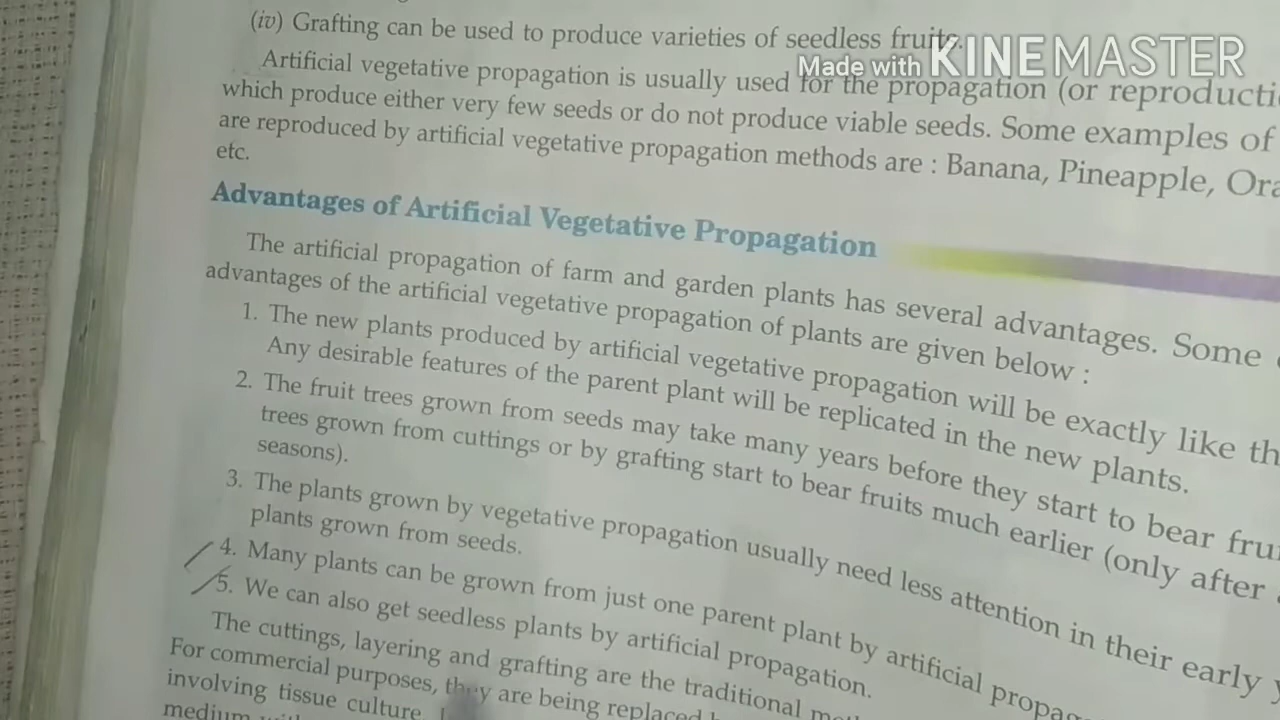 (iv) Grafting can be used to produce varieties of seedless fruits.
Made with KINEMASTER
Artificial vegetative propagation is usually used for the propagation (or reproducti
which produce either very few seeds or do not produce viable seeds. Some examples of
are reproduced by artificial vegetative propagation methods are : Banana, Pineapple, Ora
etc.
Advantages of Artificial Vegetative Propagation
The artificial propagation of farm and garden plants has several advantages. Some
advantages of the artificial vegetative propagation of plants are given below :
1. The new plants produced by artificial vegetative propagation will be exactly like th
Any desirable features of the parent plant will be replicated in the new plants.
2. The fruit trees grown from seeds may take many years before they start to bear frui
trees grown from cuttings or by grafting start to bear fruits much earlier (only after
seasons).
3. The plants grown by vegetative propagation usually need less attention in their early y
plants grown from seeds.
4. Many plants can be grown from just one parent plant by artificial propag
5. We can also get seedless plants by artificial propagation.
The cuttings, layering and grafting are the traditional
For commercial purposes, they are being replaced
involving tissue culture.
medium